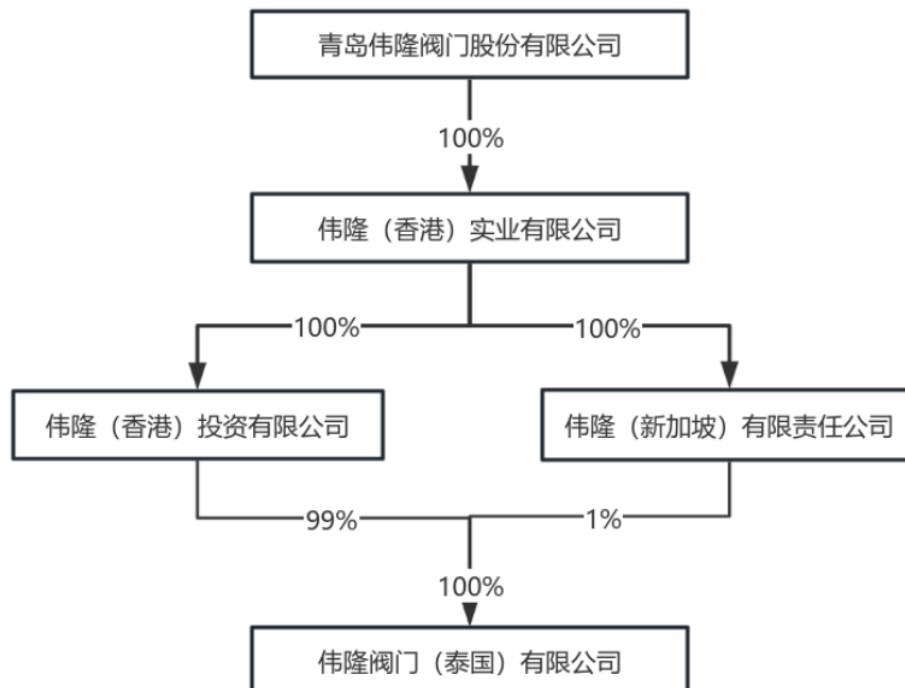 青岛伟隆阀门股份有限公司
100%
伟隆（香港）实业有限公司
100%
100%
伟隆（香港）投资有限公司
伟隆（新加坡）有限责任公司
99%
1%
100%
伟隆阀门（泰国）有限公司